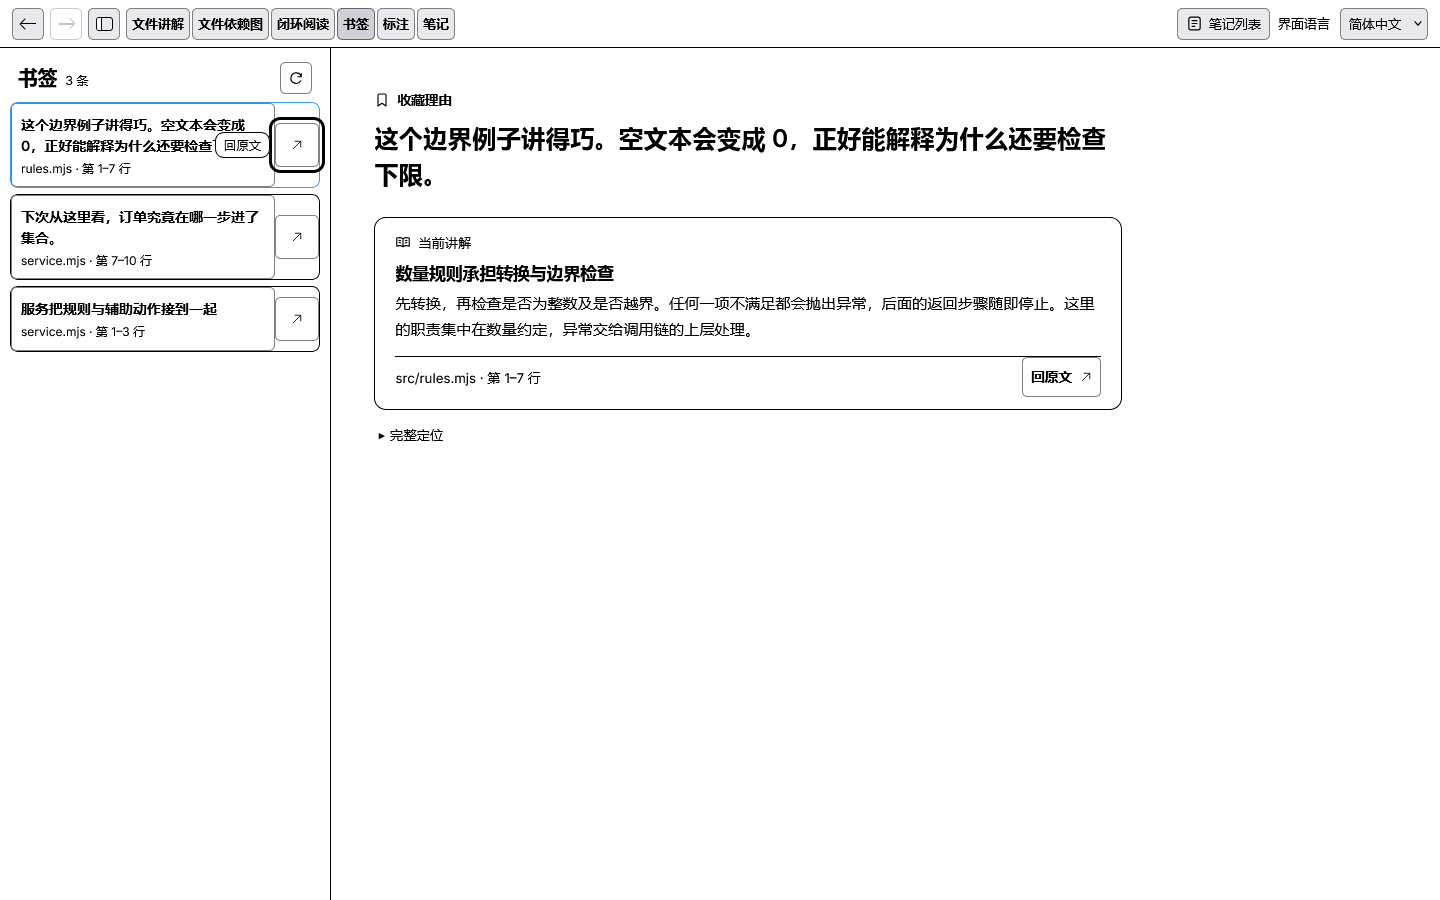 文件讲解 文件依赖图 闭环阅读 书签 标注 笔记 笔记列表 界面语言 简体中文
书签 3 条
这个边界例子讲得巧。空文本会变成
0，正好能解释为什么还要检查
回原文
rules.mjs · 第 1–7 行
下次从这里看，订单究竟在哪一步进了
集合。
service.mjs · 第 7–10 行
服务把规则与辅助动作接到一起
service.mjs · 第 1–3 行
收藏理由
这个边界例子讲得巧。空文本会变成 0，正好能解释为什么还要检查
下限。
当前讲解
数量规则承担转换与边界检查
先转换，再检查是否为整数及是否越界。任何一项不满足都会抛出异常，后面的返回步骤随即停止。这里
的职责集中在数量约定，异常交给调用链的上层处理。
src/rules.mjs · 第 1–7 行
回原文
完整定位